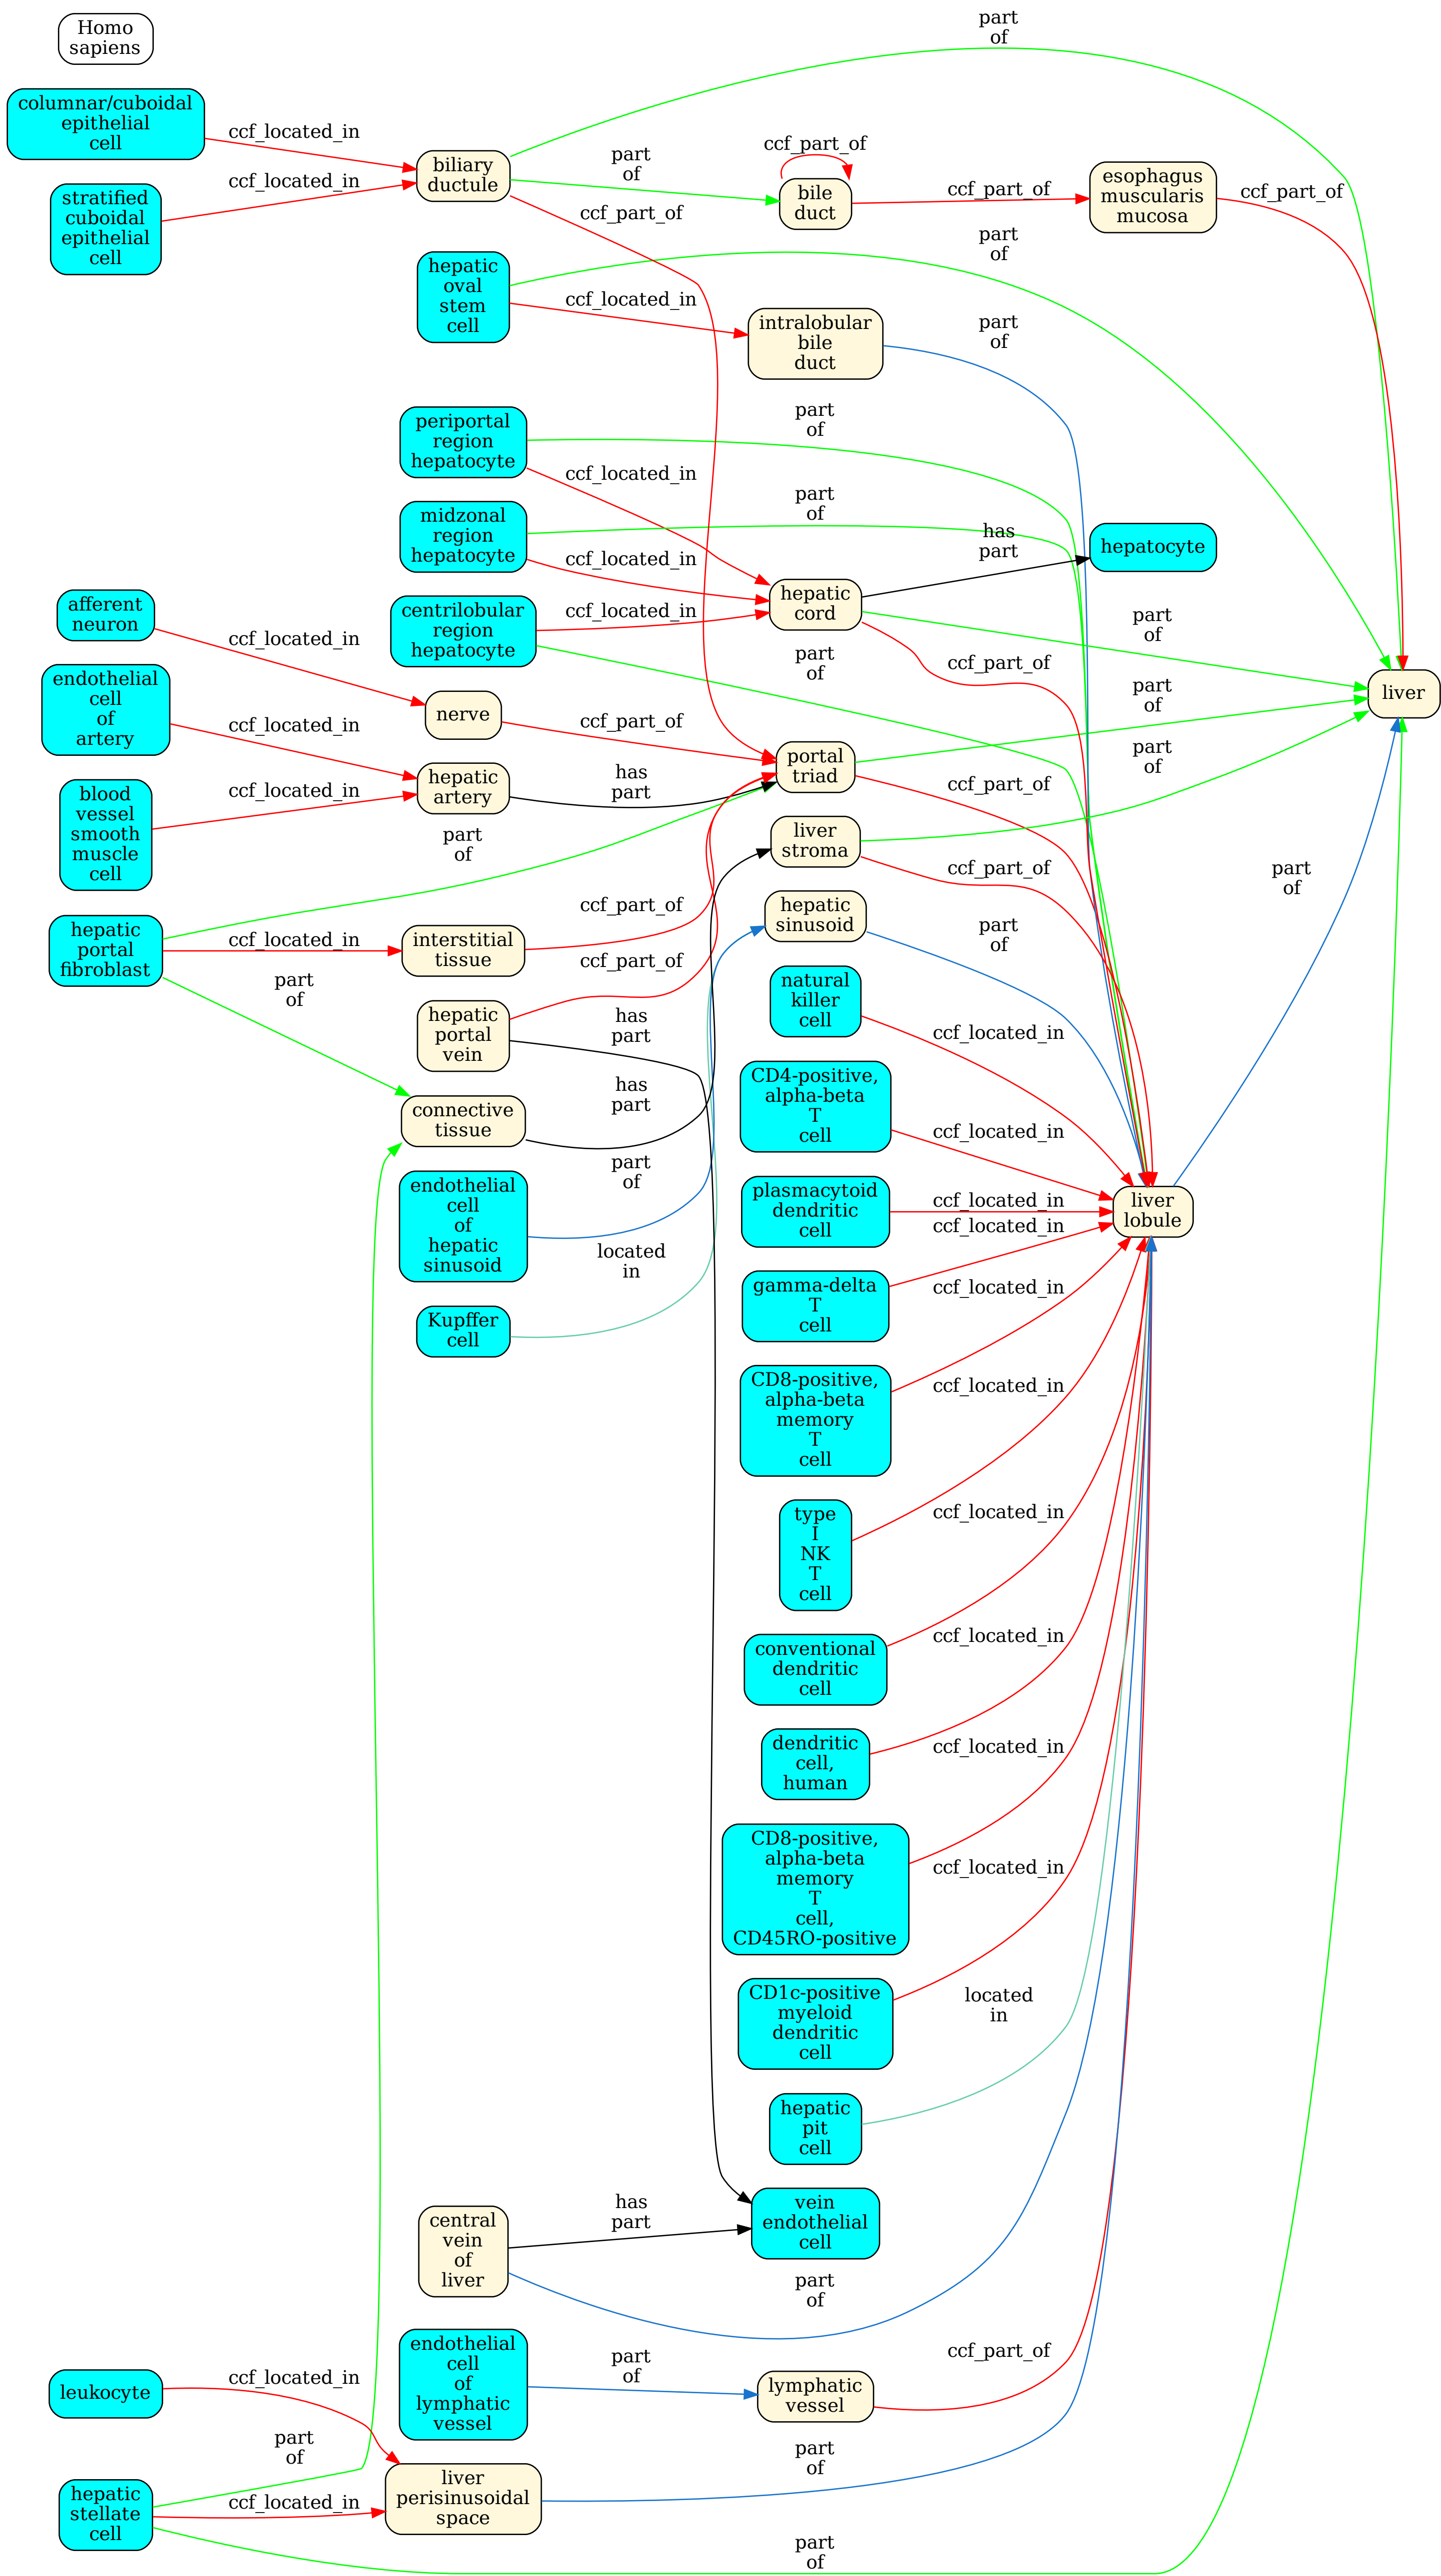 Homo
sapiens
columnar/cuboidal
epithelial
cell
stratified
cuboidal
epithelial
cell
afferent
neuron
endothelial
cell
of
artery
blood
vessel
smooth
muscle
cell
hepatic
portal
fibroblast
leukocyte
hepatic
stellate
cell
ccf_located_in
ccf_located_in
ccf_located_in
ccf_located_in
ccf_located_in
ccf_located_in
part
of
ccf_located_in
part
of
ccf_located_in
biliary
ductule
hepatic
oval
stem
cell
periportal
region
hepatocyte
midzonal
region
hepatocyte
centrilobular
region
hepatocyte
nerve
hepatic
artery
part
of
interstitial
tissue
hepatic
portal
vein
connective
tissue
endothelial
cell
of
hepatic
sinusoid
Kupffer
cell
central
vein
of
liver
endothelial
cell
of
lymphatic
vessel
liver
perisinusoidal
space
part
of
ccf_part_of
ccf_located_in
ccf_located_in
ccf_located_in
ccf_located_in
ccf_part_of
has
part
ccf_part_of
ccf_part_of
has
part
has
part
part
of
located
in
has
part
part
of
ccf_part_of
bile
duct
intralobular
bile
duct
part
of
part
of
hepatic
cord
part
of
portal
triad
liver
stroma
hepatic
sinusoid
natural
killer
cell
CD4-positive,
alpha-beta
T
cell
plasmacytoid
dendritic
cell
gamma-delta
T
cell
CD8-positive,
alpha-beta
memory
T
cell
type
I
NK
T
cell
conventional
dendritic
cell
dendritic
cell,
human
CD8-positive,
alpha-beta
memory
T
cell,
CD45RO-positive
CD1c-positive
myeloid
dendritic
cell
hepatic
pit
cell
vein
endothelial
cell
part
of
lymphatic
vessel
part
of
part
of
part
of
ccf_part_of
part
of
part
of
has
part
ccf_part_of
ccf_part_of
ccf_part_of
part
of
ccf_located_in
ccf_located_in
ccf_located_in
ccf_located_in
ccf_located_in
ccf_located_in
ccf_located_in
ccf_located_in
ccf_located_in
ccf_located_in
located
in
ccf_part_of
esophagus
muscularis
mucosa
hepatocyte
part
of
part
of
part
of
liver
lobule
ccf_part_of
part
of
liver